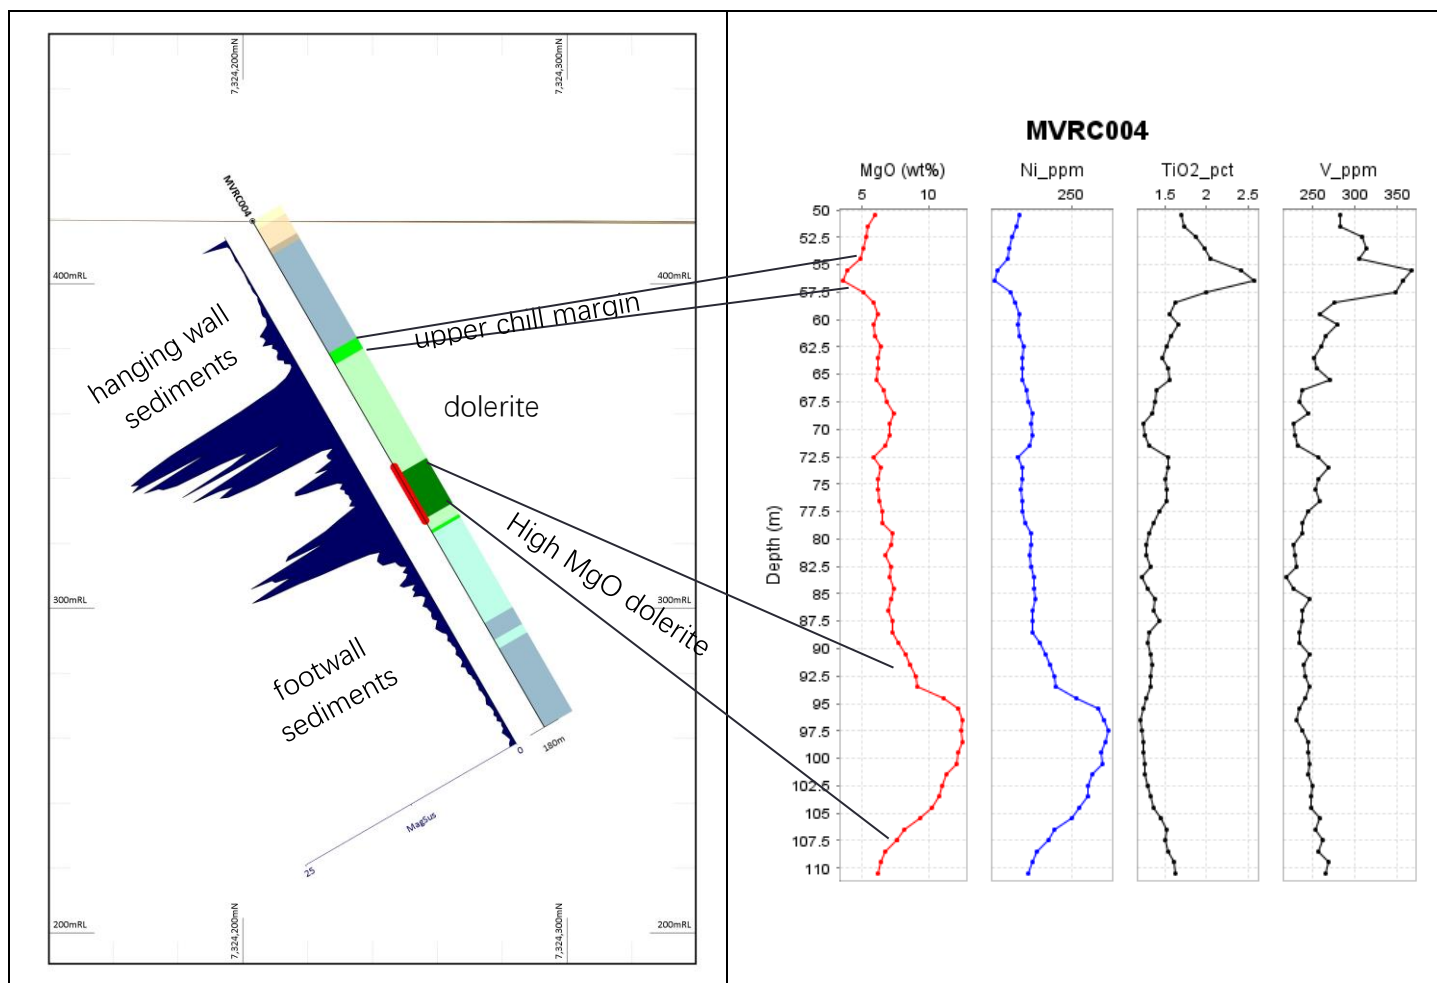 7,324,200mN
7,324,300mN
MVRC004
400mRL
400mRL
hanging wall
sediments
upper chill margin
dolerite
High MgO dolerite
300mRL
300mRL
footwall
sediments
0
180m
MagSus
25
200mRL
200mRL
7,324,200mN
7,324,300mN
MVRC004
MgO (wt%)
Ni_ppm
TiO2_pct
V_ppm
5 10
250
1.5 2 2.5
250 300 350
Depth (m)
50
52.5
55
57.5
60
62.5
65
67.5
70
72.5
75
77.5
80
82.5
85
87.5
90
92.5
95
97.5
100
102.5
105
107.5
110